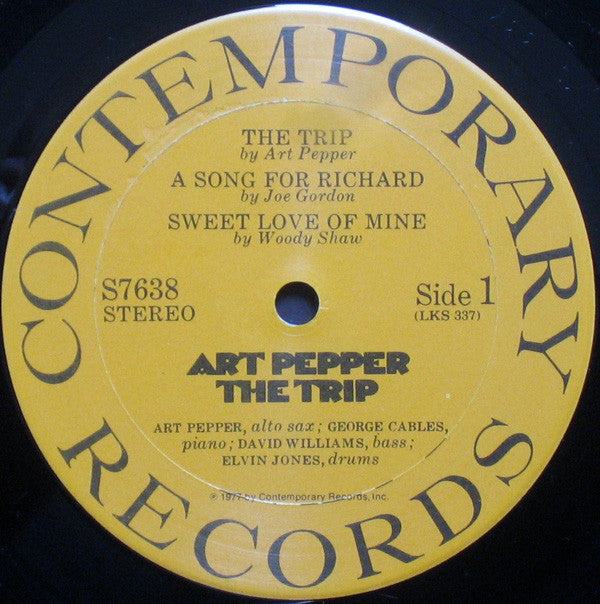 CONTEMPORARY
THE TRIP
by Art Pepper
A SONG FOR RICHARD
by Joe Gordon
SWEET LOVE OF MINE
by Woody Shaw
S7638
STEREO
Side 1
(LKS 337)
ART PEPPER
THE TRIP
ART PEPPER, alto sax; GEORGE CABLES,
piano; DAVID WILLIAMS, bass;
ELVIN JONES, drums
℗ 1977 by Contemporary Records, Inc.
RECORDS